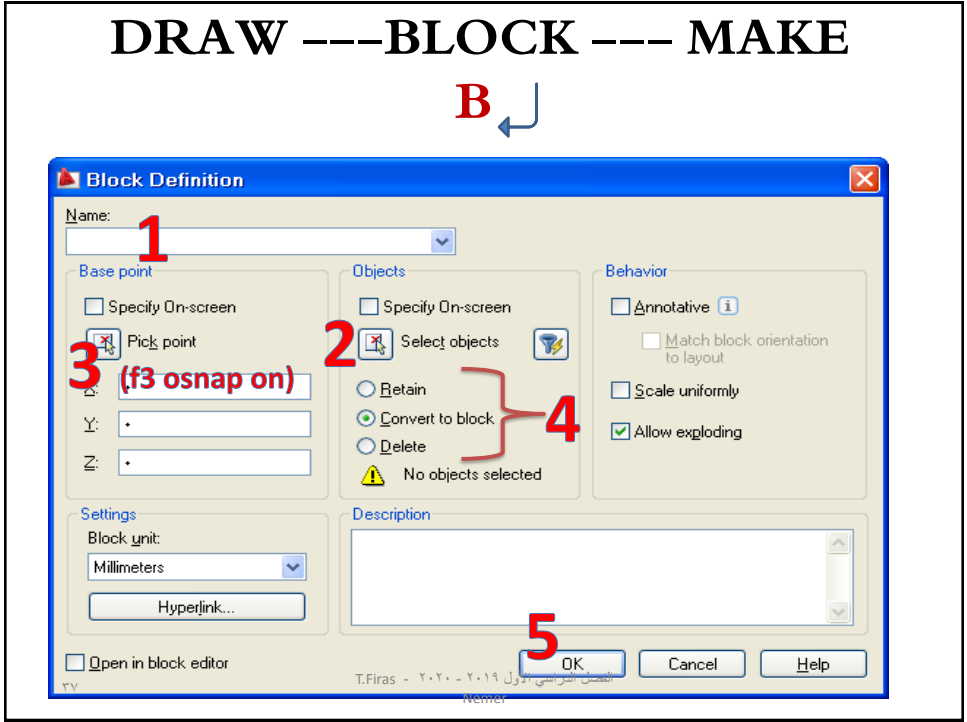 DRAW ---BLOCK --- MAKE
B
Block Definition
Name:
1
Base point
Specify On-screen
3 Pick point
(f3 osnap on)
X:
Y:
Z:
Objects
Specify On-screen
2 Select objects
Retain
Convert to block
Delete
4
No objects selected
Behavior
Annotative i
Match block orientation
to layout
Scale uniformly
Allow exploding
Settings
Block unit:
Millimeters
Hyperlink...
Description
Open in block editor
5
OK Cancel Help
٣٧
T.Firas - الفصل الدراسي الاول ٢٠١٩ - ٢٠٢٠
Nemer